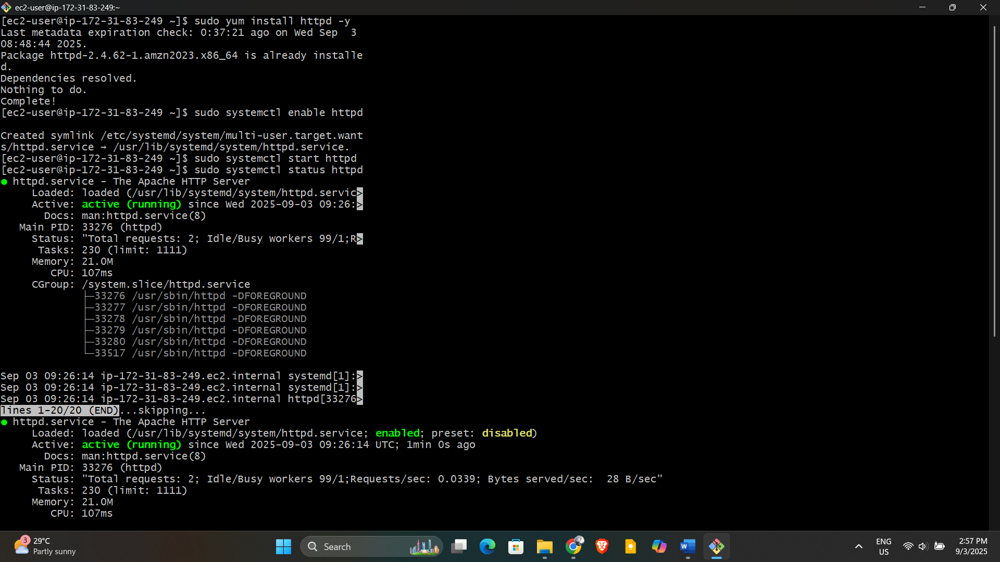 ec2-user@ip-172-31-83-249:~
[ec2-user@ip-172-31-83-249 ~]$ sudo yum install httpd -y
Last metadata expiration check: 0:37:21 ago on Wed Sep  3
08:48:44 2025.
Package httpd-2.4.62-1.amzn2023.x86_64 is already installe
d.
Dependencies resolved.
Nothing to do.
Complete!
[ec2-user@ip-172-31-83-249 ~]$ sudo systemctl enable httpd
Created symlink /etc/systemd/system/multi-user.target.want
s/httpd.service → /usr/lib/systemd/system/httpd.service.
[ec2-user@ip-172-31-83-249 ~]$ sudo systemctl start httpd
[ec2-user@ip-172-31-83-249 ~]$ sudo systemctl status httpd
● httpd.service - The Apache HTTP Server
     Loaded: loaded (/usr/lib/systemd/system/httpd.servic>
     Active: active (running) since Wed 2025-09-03 09:26:>
       Docs: man:httpd.service(8)
   Main PID: 33276 (httpd)
     Status: "Total requests: 2; Idle/Busy workers 99/1;R>
      Tasks: 230 (limit: 1111)
     Memory: 21.0M
        CPU: 107ms
     CGroup: /system.slice/httpd.service
             ├─33276 /usr/sbin/httpd -DFOREGROUND
             ├─33277 /usr/sbin/httpd -DFOREGROUND
             ├─33278 /usr/sbin/httpd -DFOREGROUND
             ├─33279 /usr/sbin/httpd -DFOREGROUND
             ├─33280 /usr/sbin/httpd -DFOREGROUND
             └─33517 /usr/sbin/httpd -DFOREGROUND
Sep 03 09:26:14 ip-172-31-83-249.ec2.internal systemd[1]:>
Sep 03 09:26:14 ip-172-31-83-249.ec2.internal systemd[1]:>
Sep 03 09:26:14 ip-172-31-83-249.ec2.internal httpd[33276>
lines 1-20/20 (END)...skipping...
● httpd.service - The Apache HTTP Server
     Loaded: loaded (/usr/lib/systemd/system/httpd.service; enabled; preset: disabled)
     Active: active (running) since Wed 2025-09-03 09:26:14 UTC; 1min 0s ago
       Docs: man:httpd.service(8)
   Main PID: 33276 (httpd)
     Status: "Total requests: 2; Idle/Busy workers 99/1;Requests/sec: 0.0339; Bytes served/sec:  28 B/sec"
      Tasks: 230 (limit: 1111)
     Memory: 21.0M
        CPU: 107ms
3
29°C
Partly sunny
Search
W
ENG
US
2:57 PM
9/3/2025